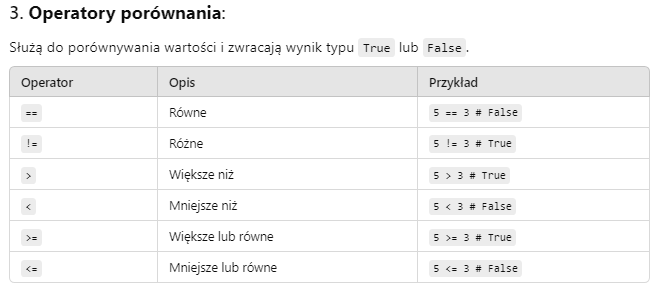 3. Operatory porównania:
Służą do porównywania wartości i zwracają wynik typu True lub False.
Operator Opis Przykład
== Równe 5 == 3 # False
!= Różne 5 != 3 # True
> Większe niż 5 > 3 # True
< Mniejsze niż 5 < 3 # False
>= Większe lub równe 5 >= 3 # True
<= Mniejsze lub równe 5 <= 3 # False